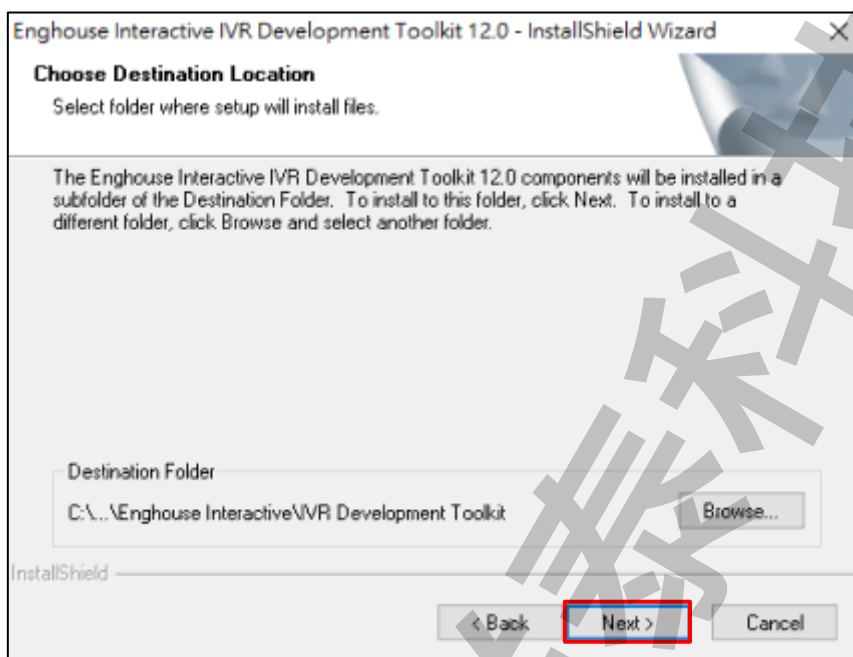 Enghouse Interactive IVR Development Toolkit 12.0 - InstallShield Wizard
Choose Destination Location
Select folder where setup will install files.
The Enghouse Interactive IVR Development Toolkit 12.0 components will be installed in a
subfolder of the Destination Folder. To install to this folder, click Next. To install to a
different folder, click Browse and select another folder.
Destination Folder
C:\...\Enghouse Interactive\IVR Development Toolkit
Browse...
InstallShield
< Back
Next >
Cancel
泰科